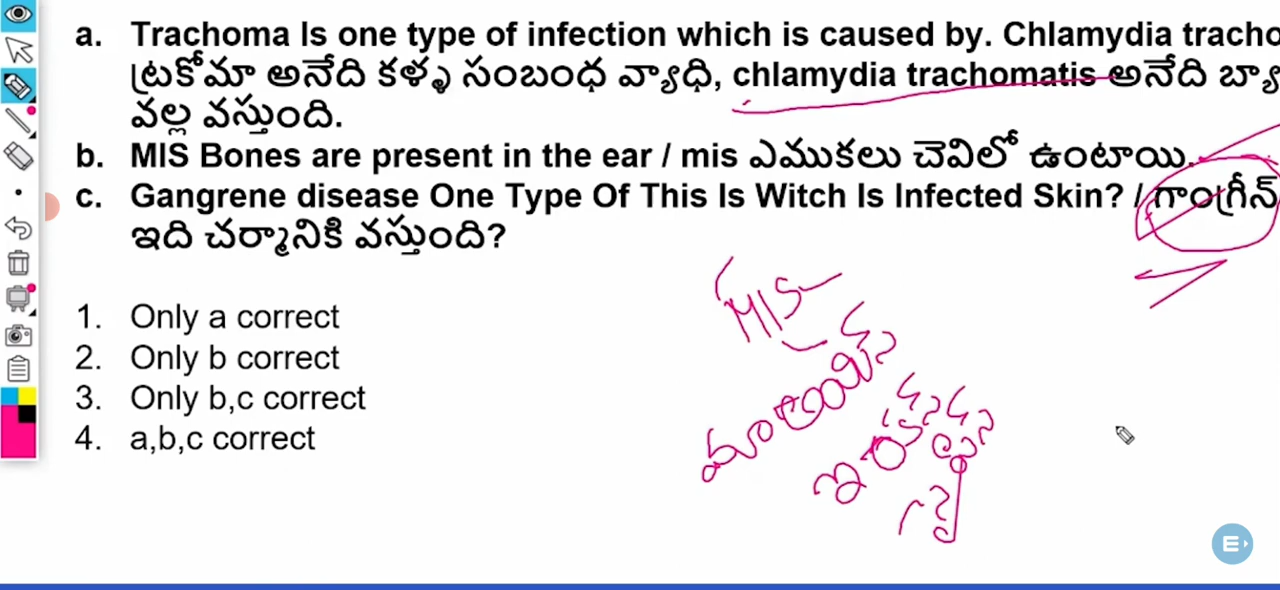 a. Trachoma Is one type of infection which is caused by. Chlamydia tracho
ట్రకోమా అనేది కళ్ళ సంబంధ వ్యాధి, chlamydia trachomatis అనేది బ్యా
వల్ల వస్తుంది.
b. MIS Bones are present in the ear / mis ఎముకలు చెవిలో ఉంటాయి.
c. Gangrene disease One Type Of This Is Witch Is Infected Skin? / గాంగ్రీన్
ఇది చర్మానికి వస్తుంది?
1. Only a correct
2. Only b correct
3. Only b,c correct
4. a,b,c correct
MIS